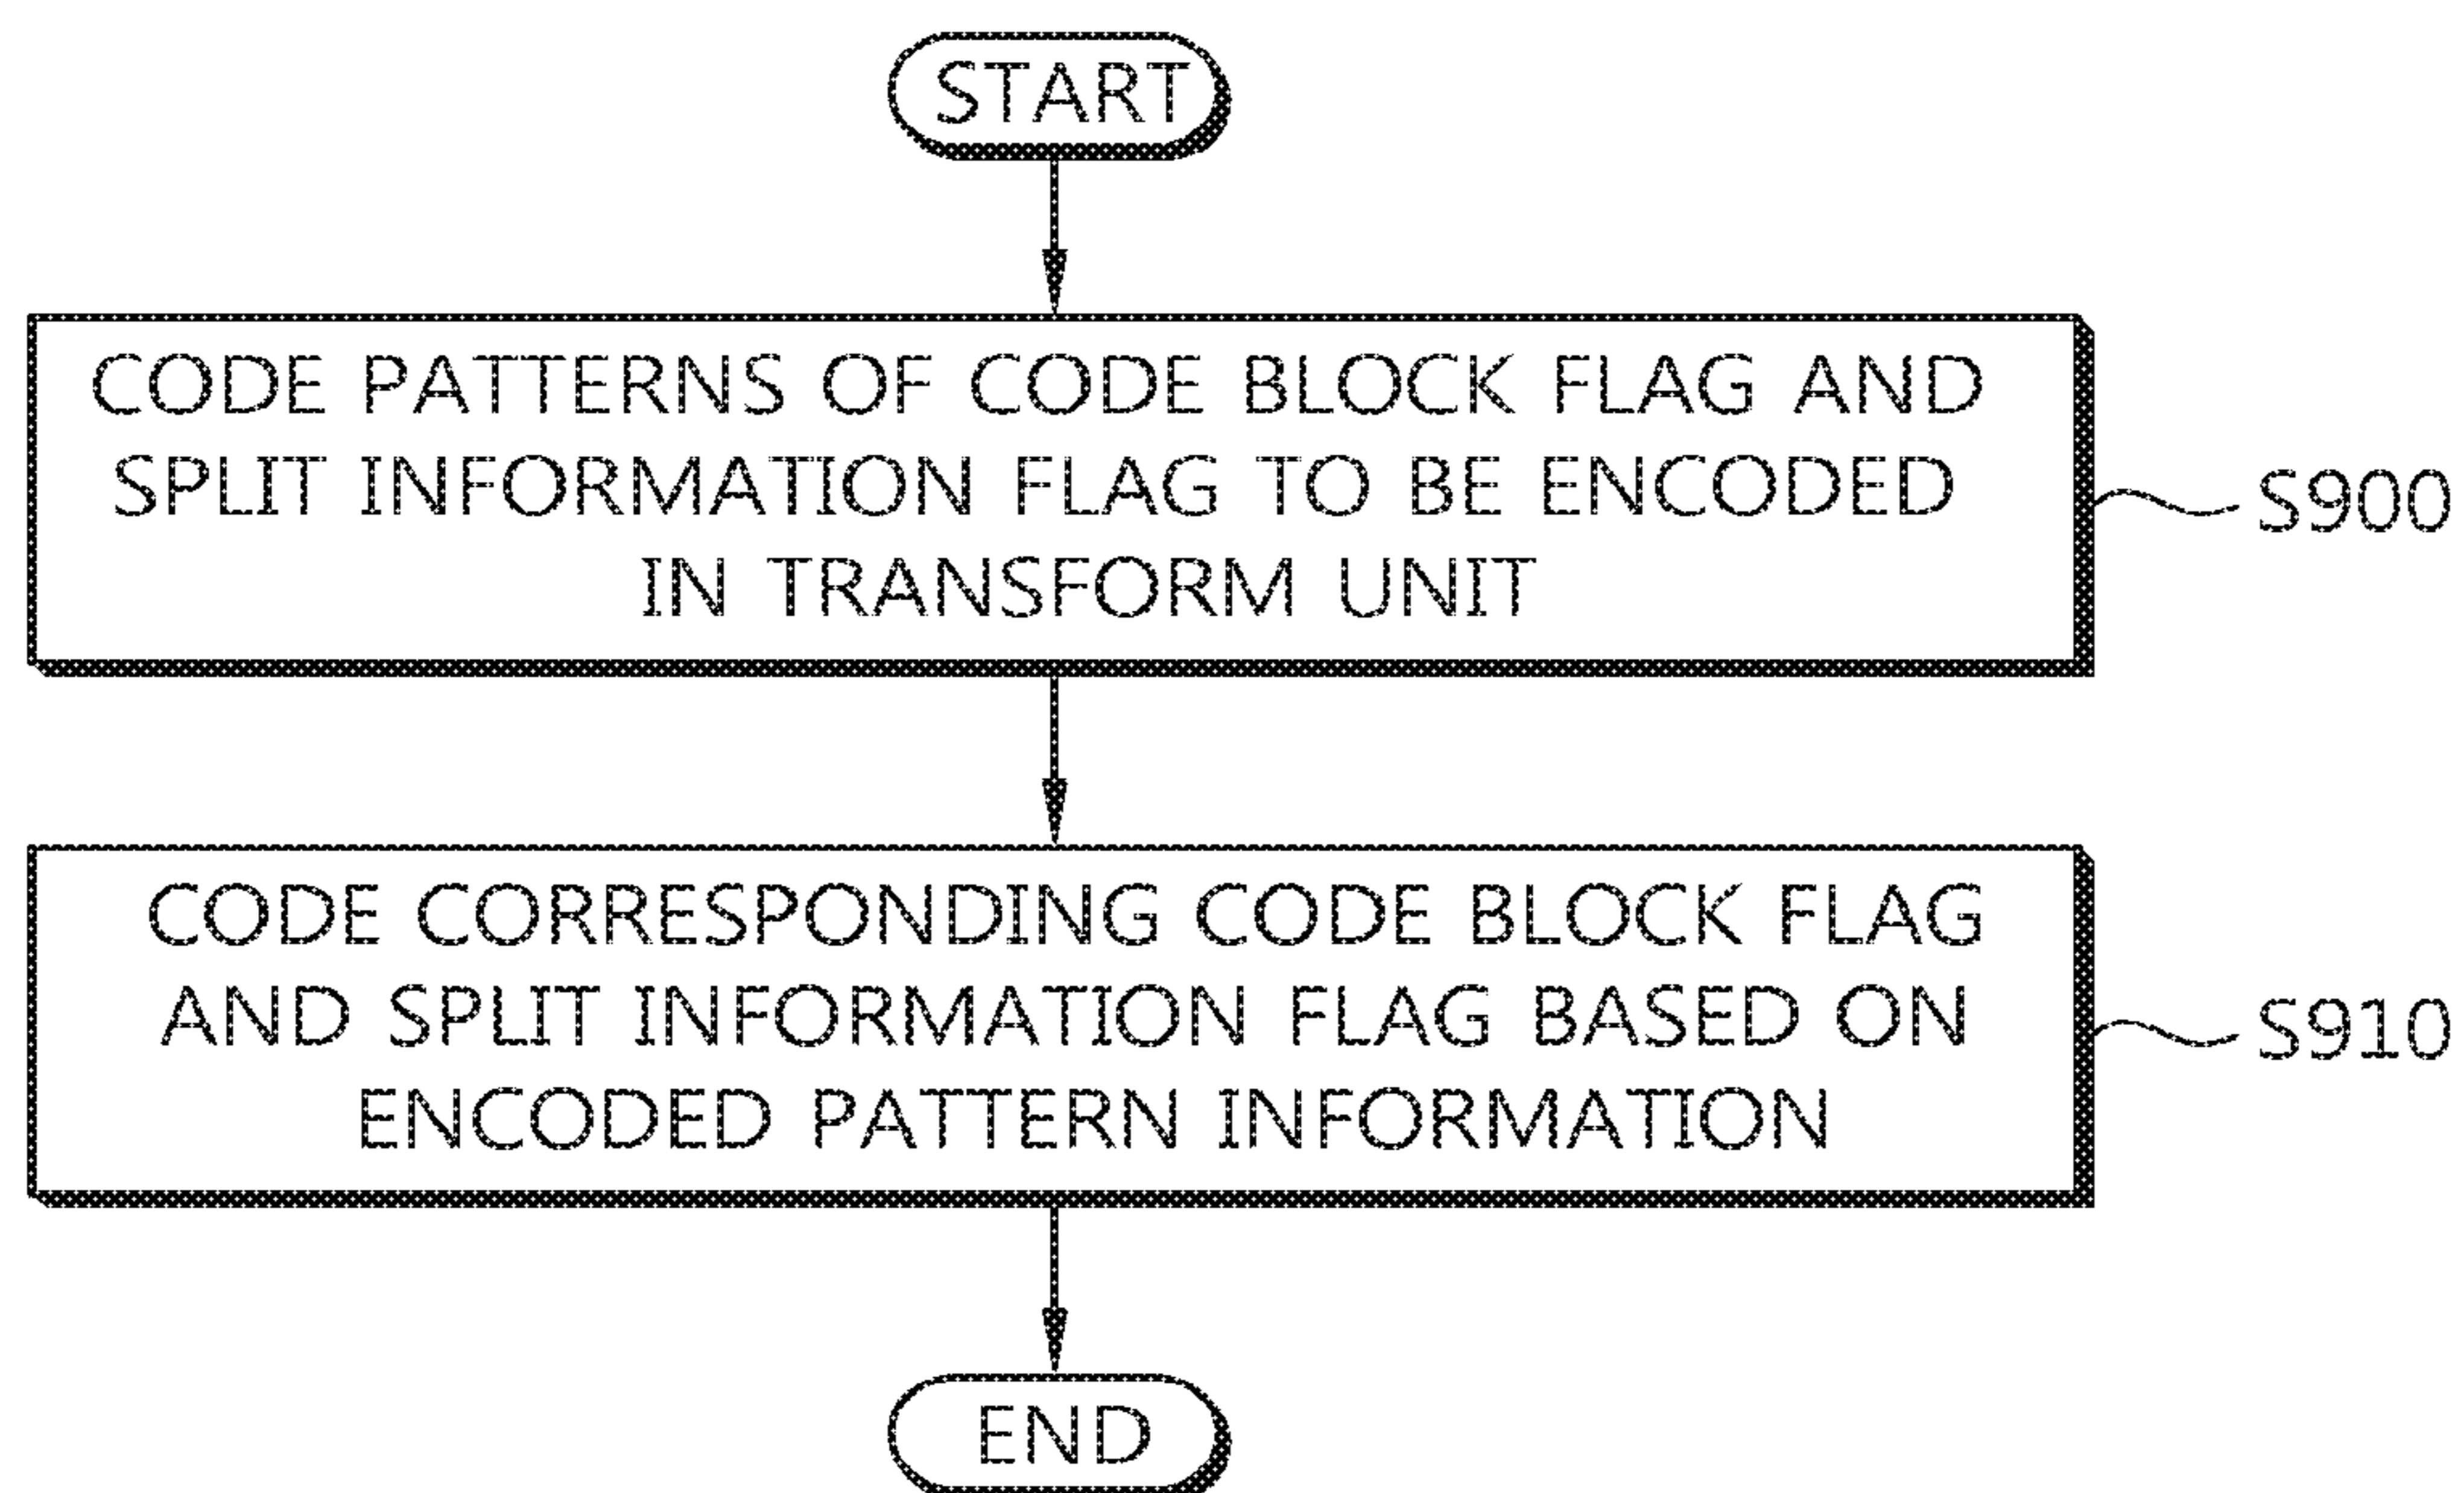 START
CODE PATTERNS OF CODE BLOCK FLAG AND
SPLIT INFORMATION FLAG TO BE ENCODED
IN TRANSFORM UNIT
S900
CODE CORRESPONDING CODE BLOCK FLAG
AND SPLIT INFORMATION FLAG BASED ON
ENCODED PATTERN INFORMATION
S910
END